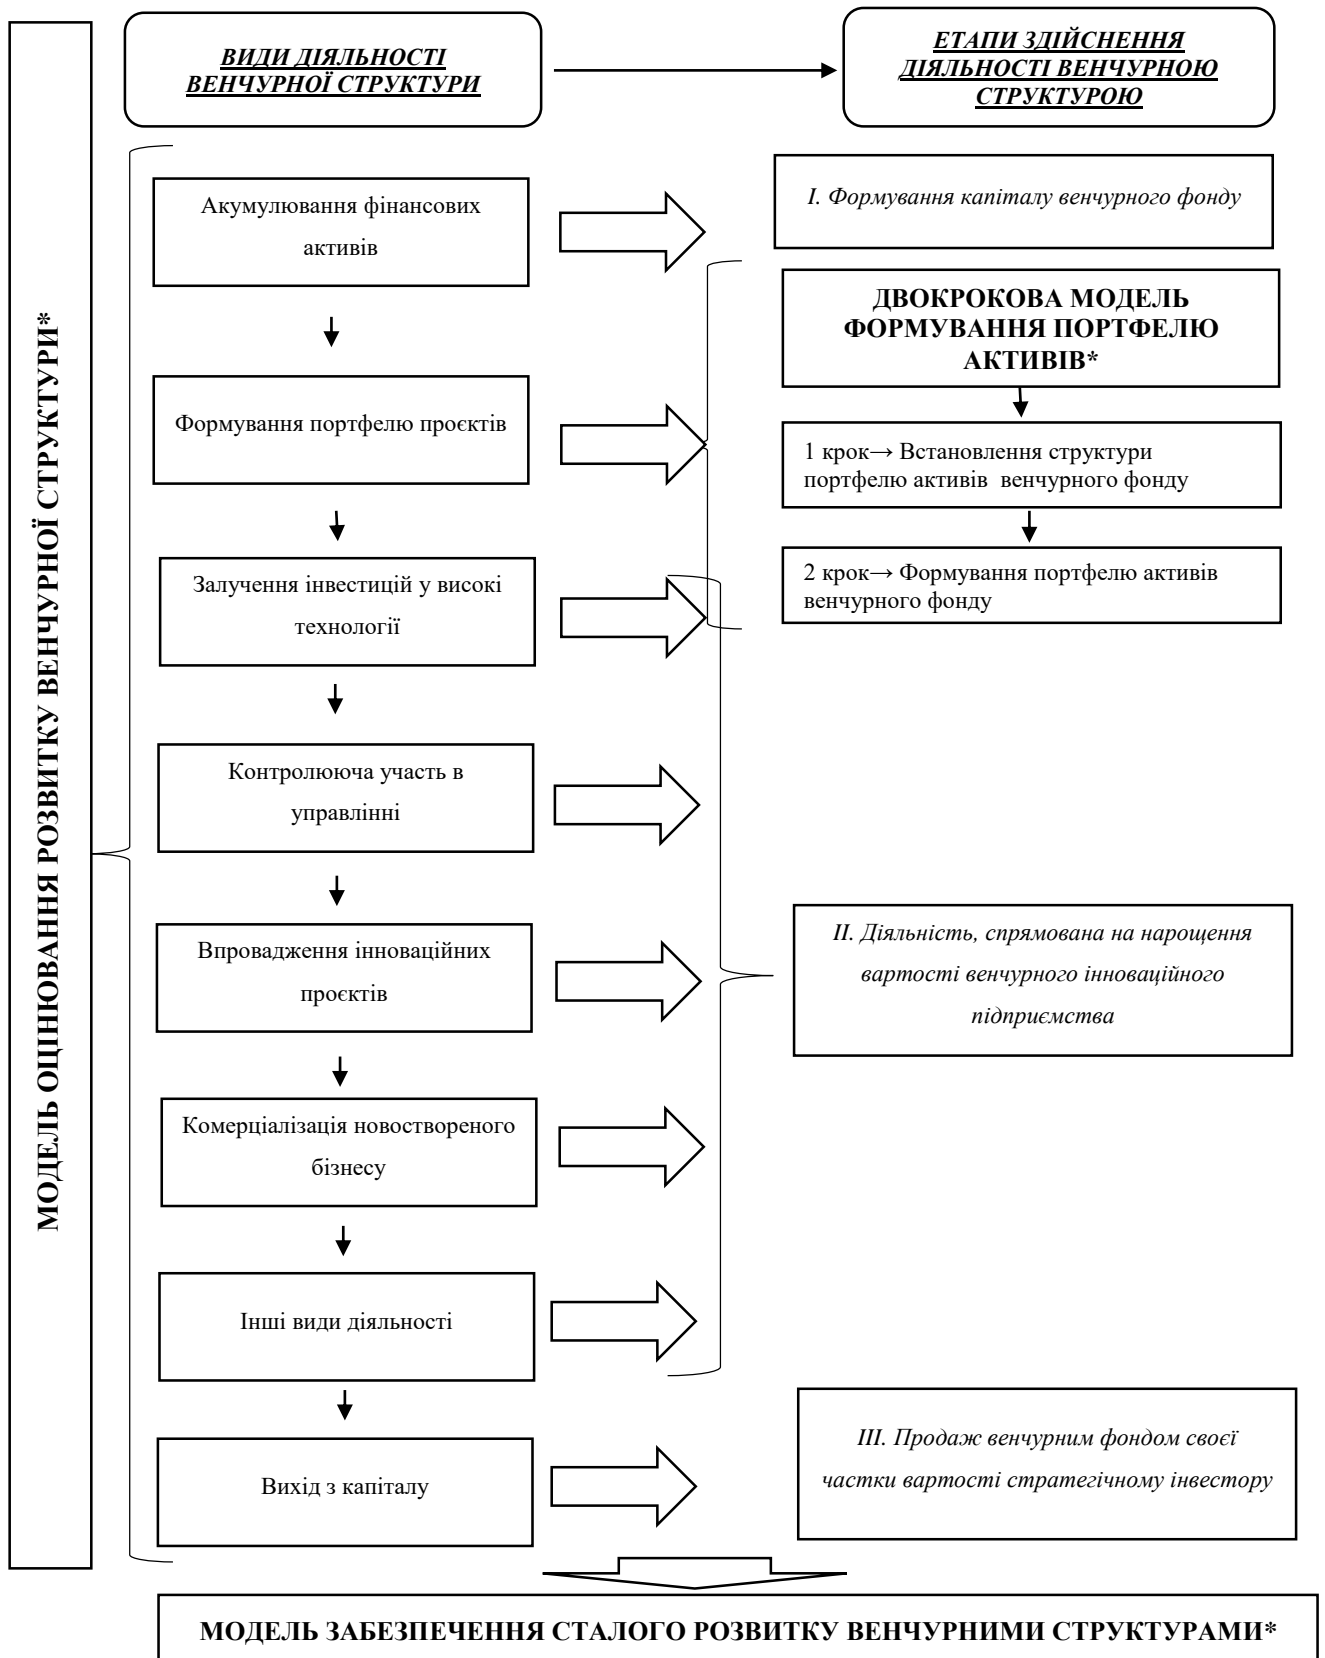 МОДЕЛЬ ОЦІНЮВАННЯ РОЗВИТКУ ВЕНЧУРНОЇ СТРУКТУРИ*
ВИДИ ДІЯЛЬНОСТІ
ВЕНЧУРНОЇ СТРУКТУРИ
ЕТАПИ ЗДІЙСНЕННЯ
ДІЯЛЬНОСТІ ВЕНЧУРНОЮ
СТРУКТУРОЮ
Акумулювання фінансових
активів
I. Формування капіталу венчурного фонду
ДВОКРОКОВА МОДЕЛЬ
ФОРМУВАННЯ ПОРТФЕЛЮ
АКТИВІВ*
Формування портфелю проєктів
1 крок→ Встановлення структури
портфелю активів венчурного фонду
Залучення інвестицій у високі
технології
2 крок→ Формування портфелю активів
венчурного фонду
Контролююча участь в
управлінні
Впровадження інноваційних
проєктів
II. Діяльність, спрямована на нарощення
вартості венчурного інноваційного
підприємства
Комерціалізація новоствореного
бізнесу
Інші види діяльності
Вихід з капіталу
III. Продаж венчурним фондом своєї
частки вартості стратегічному інвестору
МОДЕЛЬ ЗАБЕЗПЕЧЕННЯ СТАЛОГО РОЗВИТКУ ВЕНЧУРНИМИ СТРУКТУРАМИ*